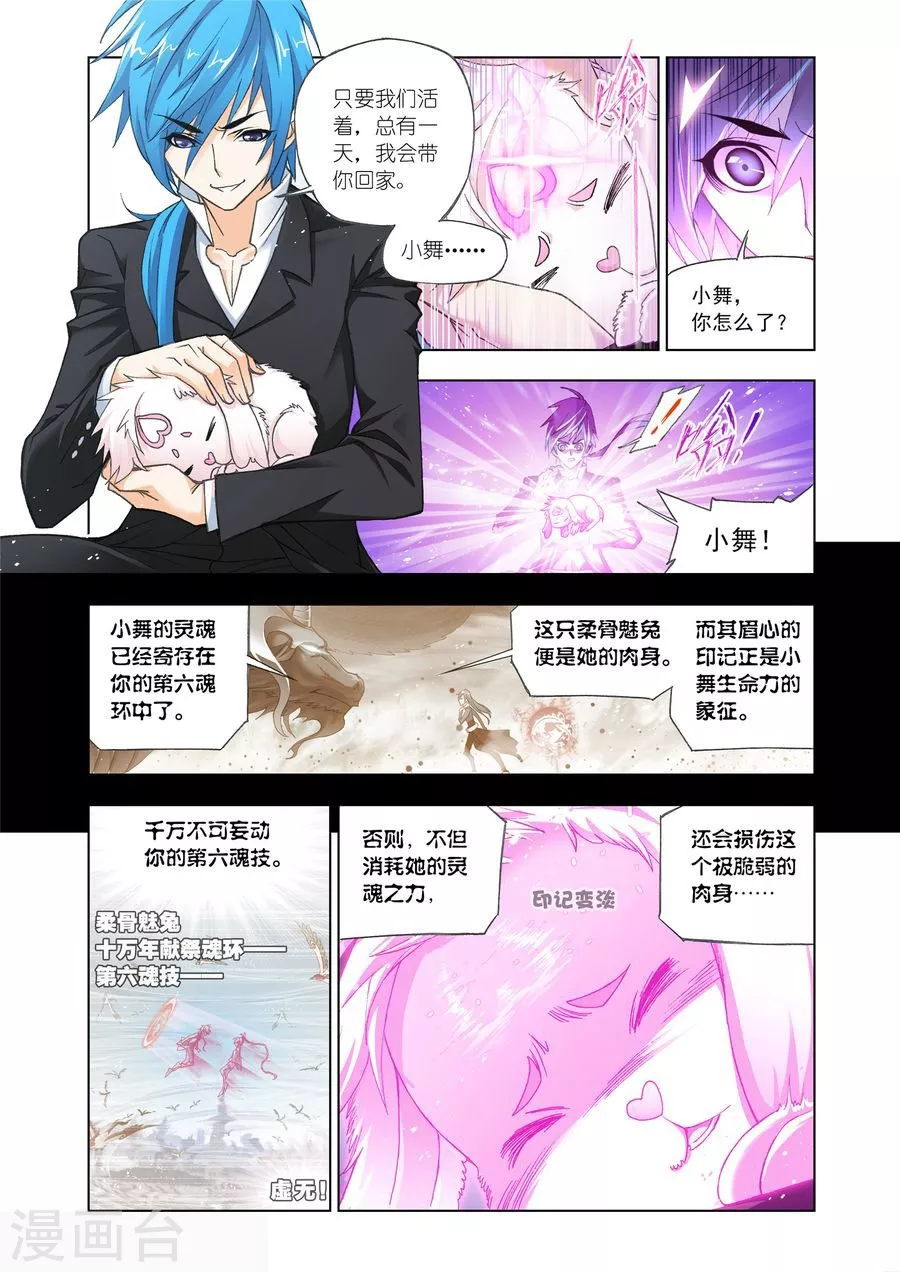 只要我们活
着，总有一
天，我会带
你回家。
小舞……
吟
小舞，
你怎么了？
吟！
小舞！
小舞的灵魂
已经寄存在
你的第六魂
环中了。
这只柔骨魅兔
便是她的肉身。
而其眉心的
印记正是小
舞生命力的
象征。
千万不可妄动
你的第六魂技。
柔骨魅兔
十万年献祭魂环——
第六魂技——
虚无！
否则，不但
消耗她的灵
魂之力，
印记变淡
还会损伤这
个极脆弱的
肉身……
漫画台